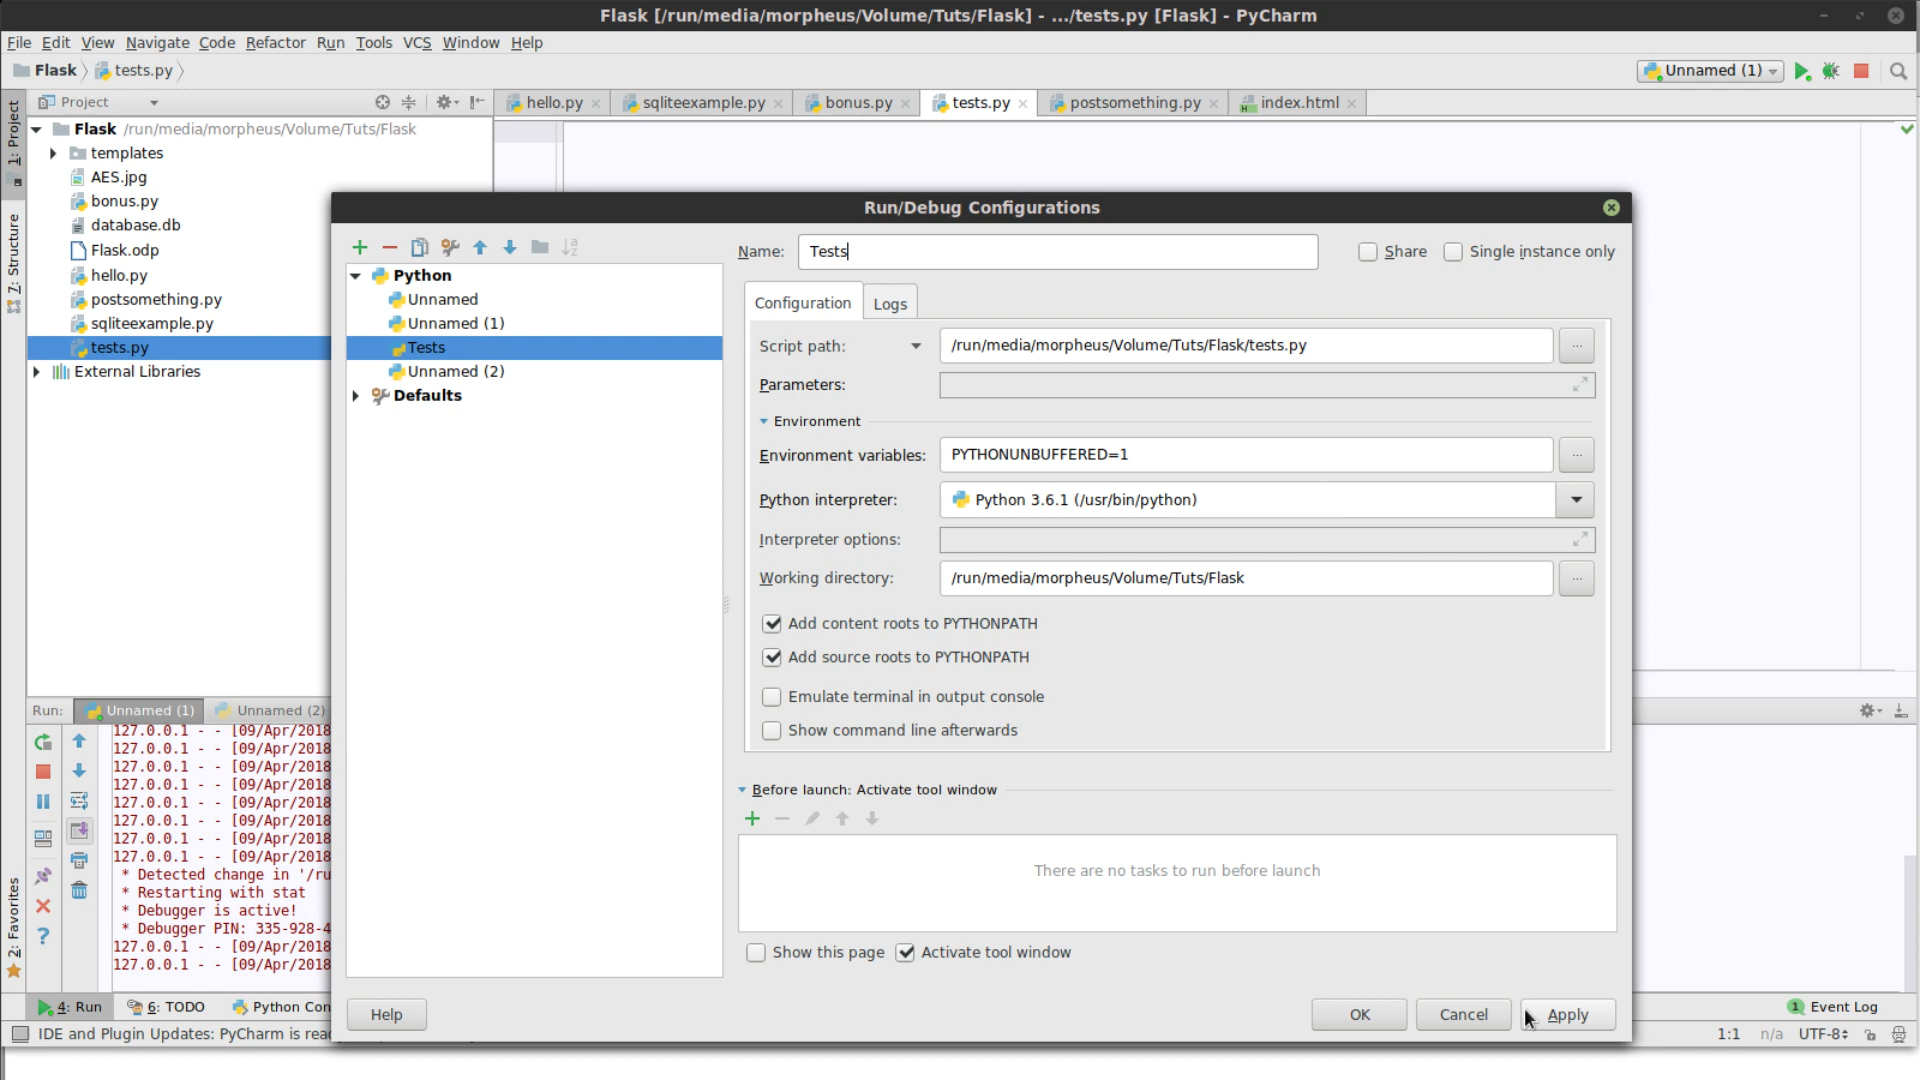 Flask [/run/media/morpheus/Volume/Tuts/Flask] - .../tests.py [Flask] - PyCharm
File Edit View Navigate Code Refactor Run Tools VCS Window Help
Flask tests.py Unnamed (1)
Project hello.py sqliteexample.py bonus.py tests.py postsomething.py index.html
1: Project
7: Structure
2: Favorites
Flask /run/media/morpheus/Volume/Tuts/Flask
templates
AES.jpg
bonus.py
database.db
Flask.odp
hello.py
postsomething.py
sqliteexample.py
tests.py
External Libraries
Run/Debug Configurations
Python
Unnamed
Unnamed (1)
Tests
Unnamed (2)
Defaults
Name: Tests Share Single instance only
Configuration Logs
Script path: /run/media/morpheus/Volume/Tuts/Flask/tests.py ...
Parameters:
Environment
Environment variables: PYTHONUNBUFFERED=1 ...
Python interpreter: Python 3.6.1 (/usr/bin/python)
Interpreter options:
Working directory: /run/media/morpheus/Volume/Tuts/Flask ...
Add content roots to PYTHONPATH
Add source roots to PYTHONPATH
Emulate terminal in output console
Show command line afterwards
Before launch: Activate tool window
There are no tasks to run before launch
Show this page Activate tool window
Help OK Cancel Apply
Run: Unnamed (1) Unnamed (2)
127.0.0.1 - - [09/Apr/2018
127.0.0.1 - - [09/Apr/2018
127.0.0.1 - - [09/Apr/2018
127.0.0.1 - - [09/Apr/2018
127.0.0.1 - - [09/Apr/2018
127.0.0.1 - - [09/Apr/2018
127.0.0.1 - - [09/Apr/2018
127.0.0.1 - - [09/Apr/2018
* Detected change in '/ru
* Restarting with stat
* Debugger is active!
* Debugger PIN: 335-928-4
127.0.0.1 - - [09/Apr/2018
127.0.0.1 - - [09/Apr/2018
4: Run 6: TODO Python Con 1 Event Log
IDE and Plugin Updates: PyCharm is rea 1:1 n/a UTF-8